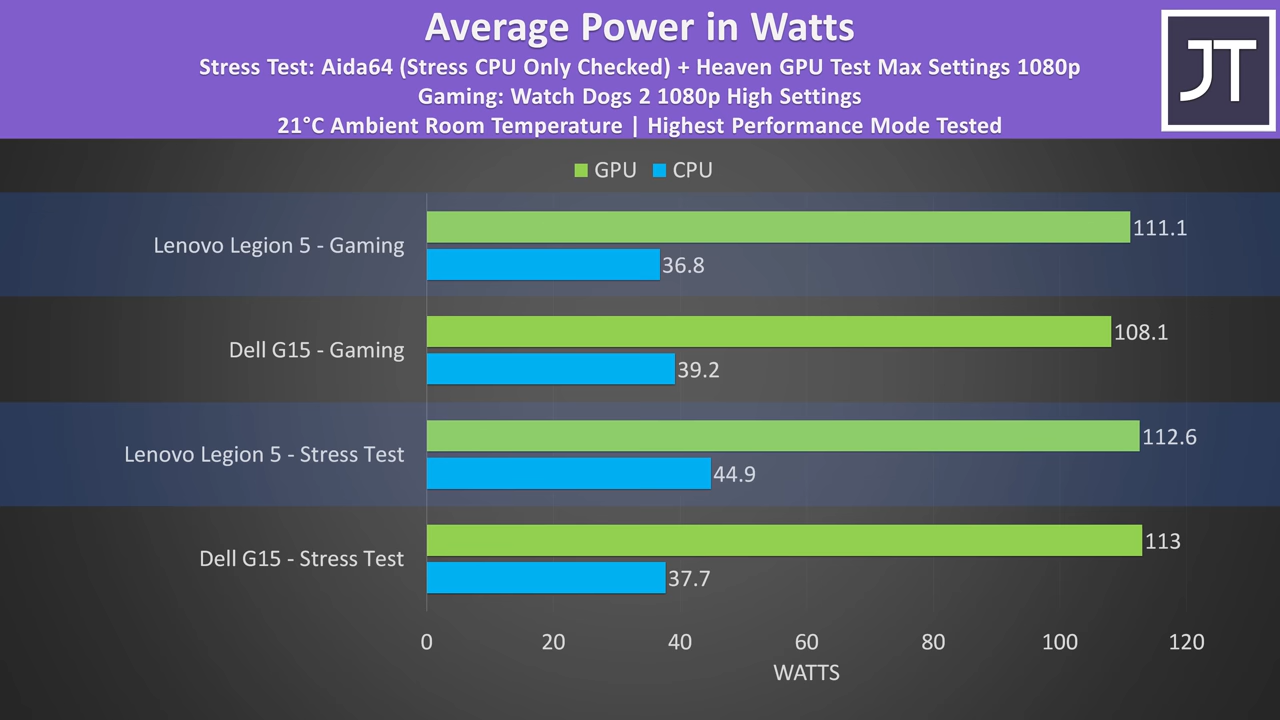 Average Power in Watts
Stress Test: Aida64 (Stress CPU Only Checked) + Heaven GPU Test Max Settings 1080p
Gaming: Watch Dogs 2 1080p High Settings
21°C Ambient Room Temperature | Highest Performance Mode Tested
JT
GPU CPU
Lenovo Legion 5 - Gaming
111.1
36.8
Dell G15 - Gaming
108.1
39.2
Lenovo Legion 5 - Stress Test
112.6
44.9
Dell G15 - Stress Test
113
37.7
0 20 40 60 80 100 120
WATTS